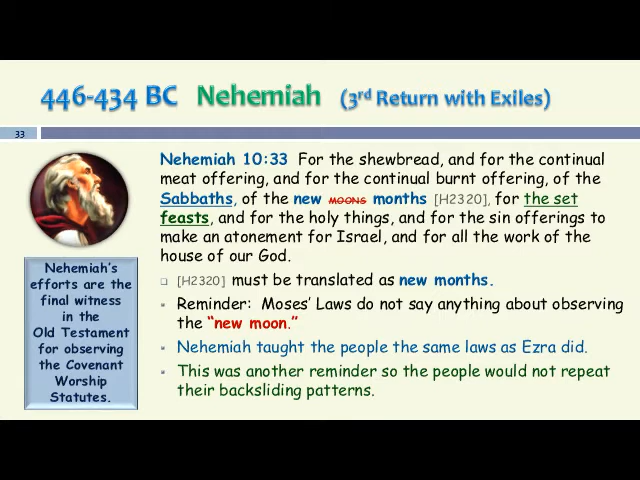 446-434 BC Nehemiah (3rd Return with Exiles)
33
Nehemiah 10:33 For the shewbread, and for the continual
meat offering, and for the continual burnt offering, of the
Sabbaths, of the new moons months [H2320], for the set
feasts, and for the holy things, and for the sin offerings to
make an atonement for Israel, and for all the work of the
house of our God.
[H2320] must be translated as new months.
Reminder: Moses' Laws do not say anything about observing
the "new moon."
Nehemiah taught the people the same laws as Ezra did.
This was another reminder so the people would not repeat
their backsliding patterns.
Nehemiah's
efforts are the
final witness
in the
Old Testament
for observing
the Covenant
Worship
Statutes.